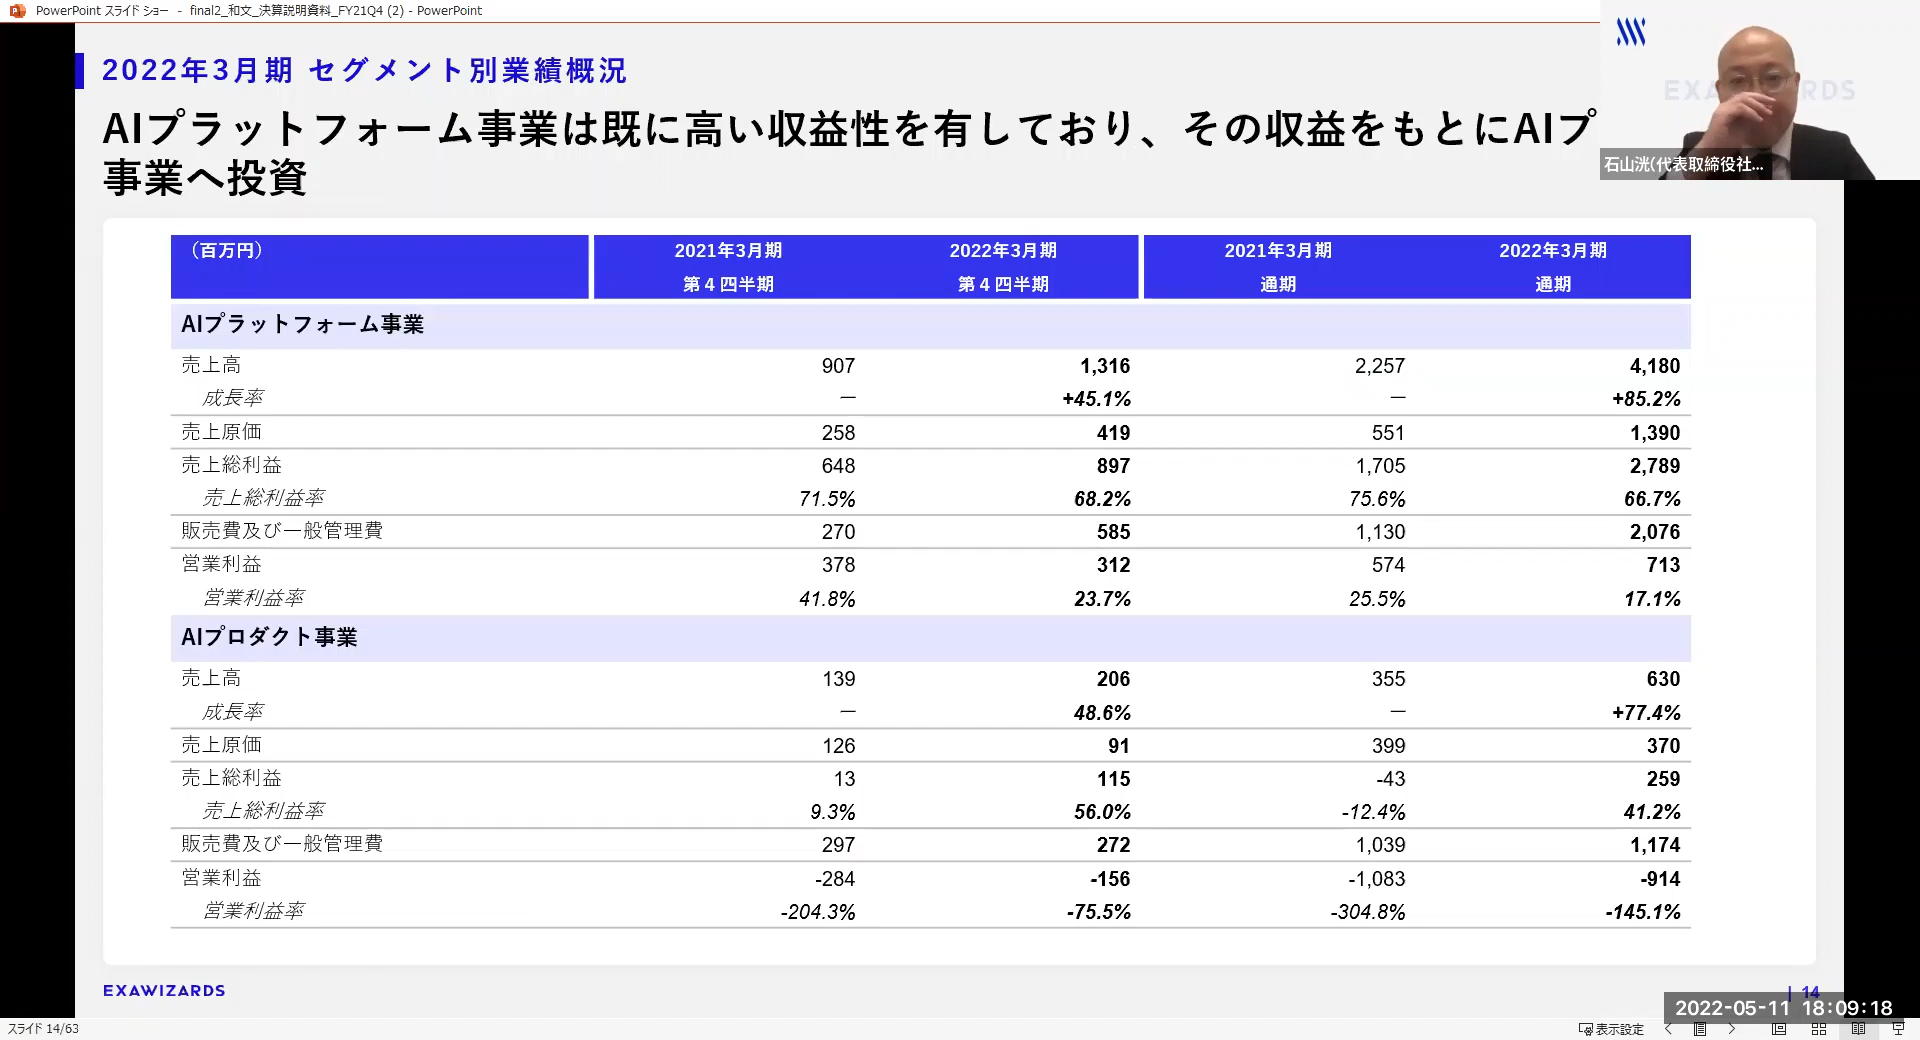 PowerPoint スライド ショー - final2_和文_決算説明資料_FY21Q4 (2) - PowerPoint
2022年3月期 セグメント別業績概況
AIプラットフォーム事業は既に高い収益性を有しており、その収益をもとにAIプ
事業へ投資
EXAWIZARDS
石山洸(代表取締役社...
（百万円） 2021年3月期 2022年3月期 2021年3月期 2022年3月期
第４四半期 第４四半期 通期 通期
AIプラットフォーム事業
売上高 907 1,316 2,257 4,180
成長率 ー +45.1% ー +85.2%
売上原価 258 419 551 1,390
売上総利益 648 897 1,705 2,789
売上総利益率 71.5% 68.2% 75.6% 66.7%
販売費及び一般管理費 270 585 1,130 2,076
営業利益 378 312 574 713
営業利益率 41.8% 23.7% 25.5% 17.1%
AIプロダクト事業
売上高 139 206 355 630
成長率 ー 48.6% ー +77.4%
売上原価 126 91 399 370
売上総利益 13 115 -43 259
売上総利益率 9.3% 56.0% -12.4% 41.2%
販売費及び一般管理費 297 272 1,039 1,174
営業利益 -284 -156 -1,083 -914
営業利益率 -204.3% -75.5% -304.8% -145.1%
EXAWIZARDS
| 14
2022-05-11 18:09:18
スライド 14/63
表示設定